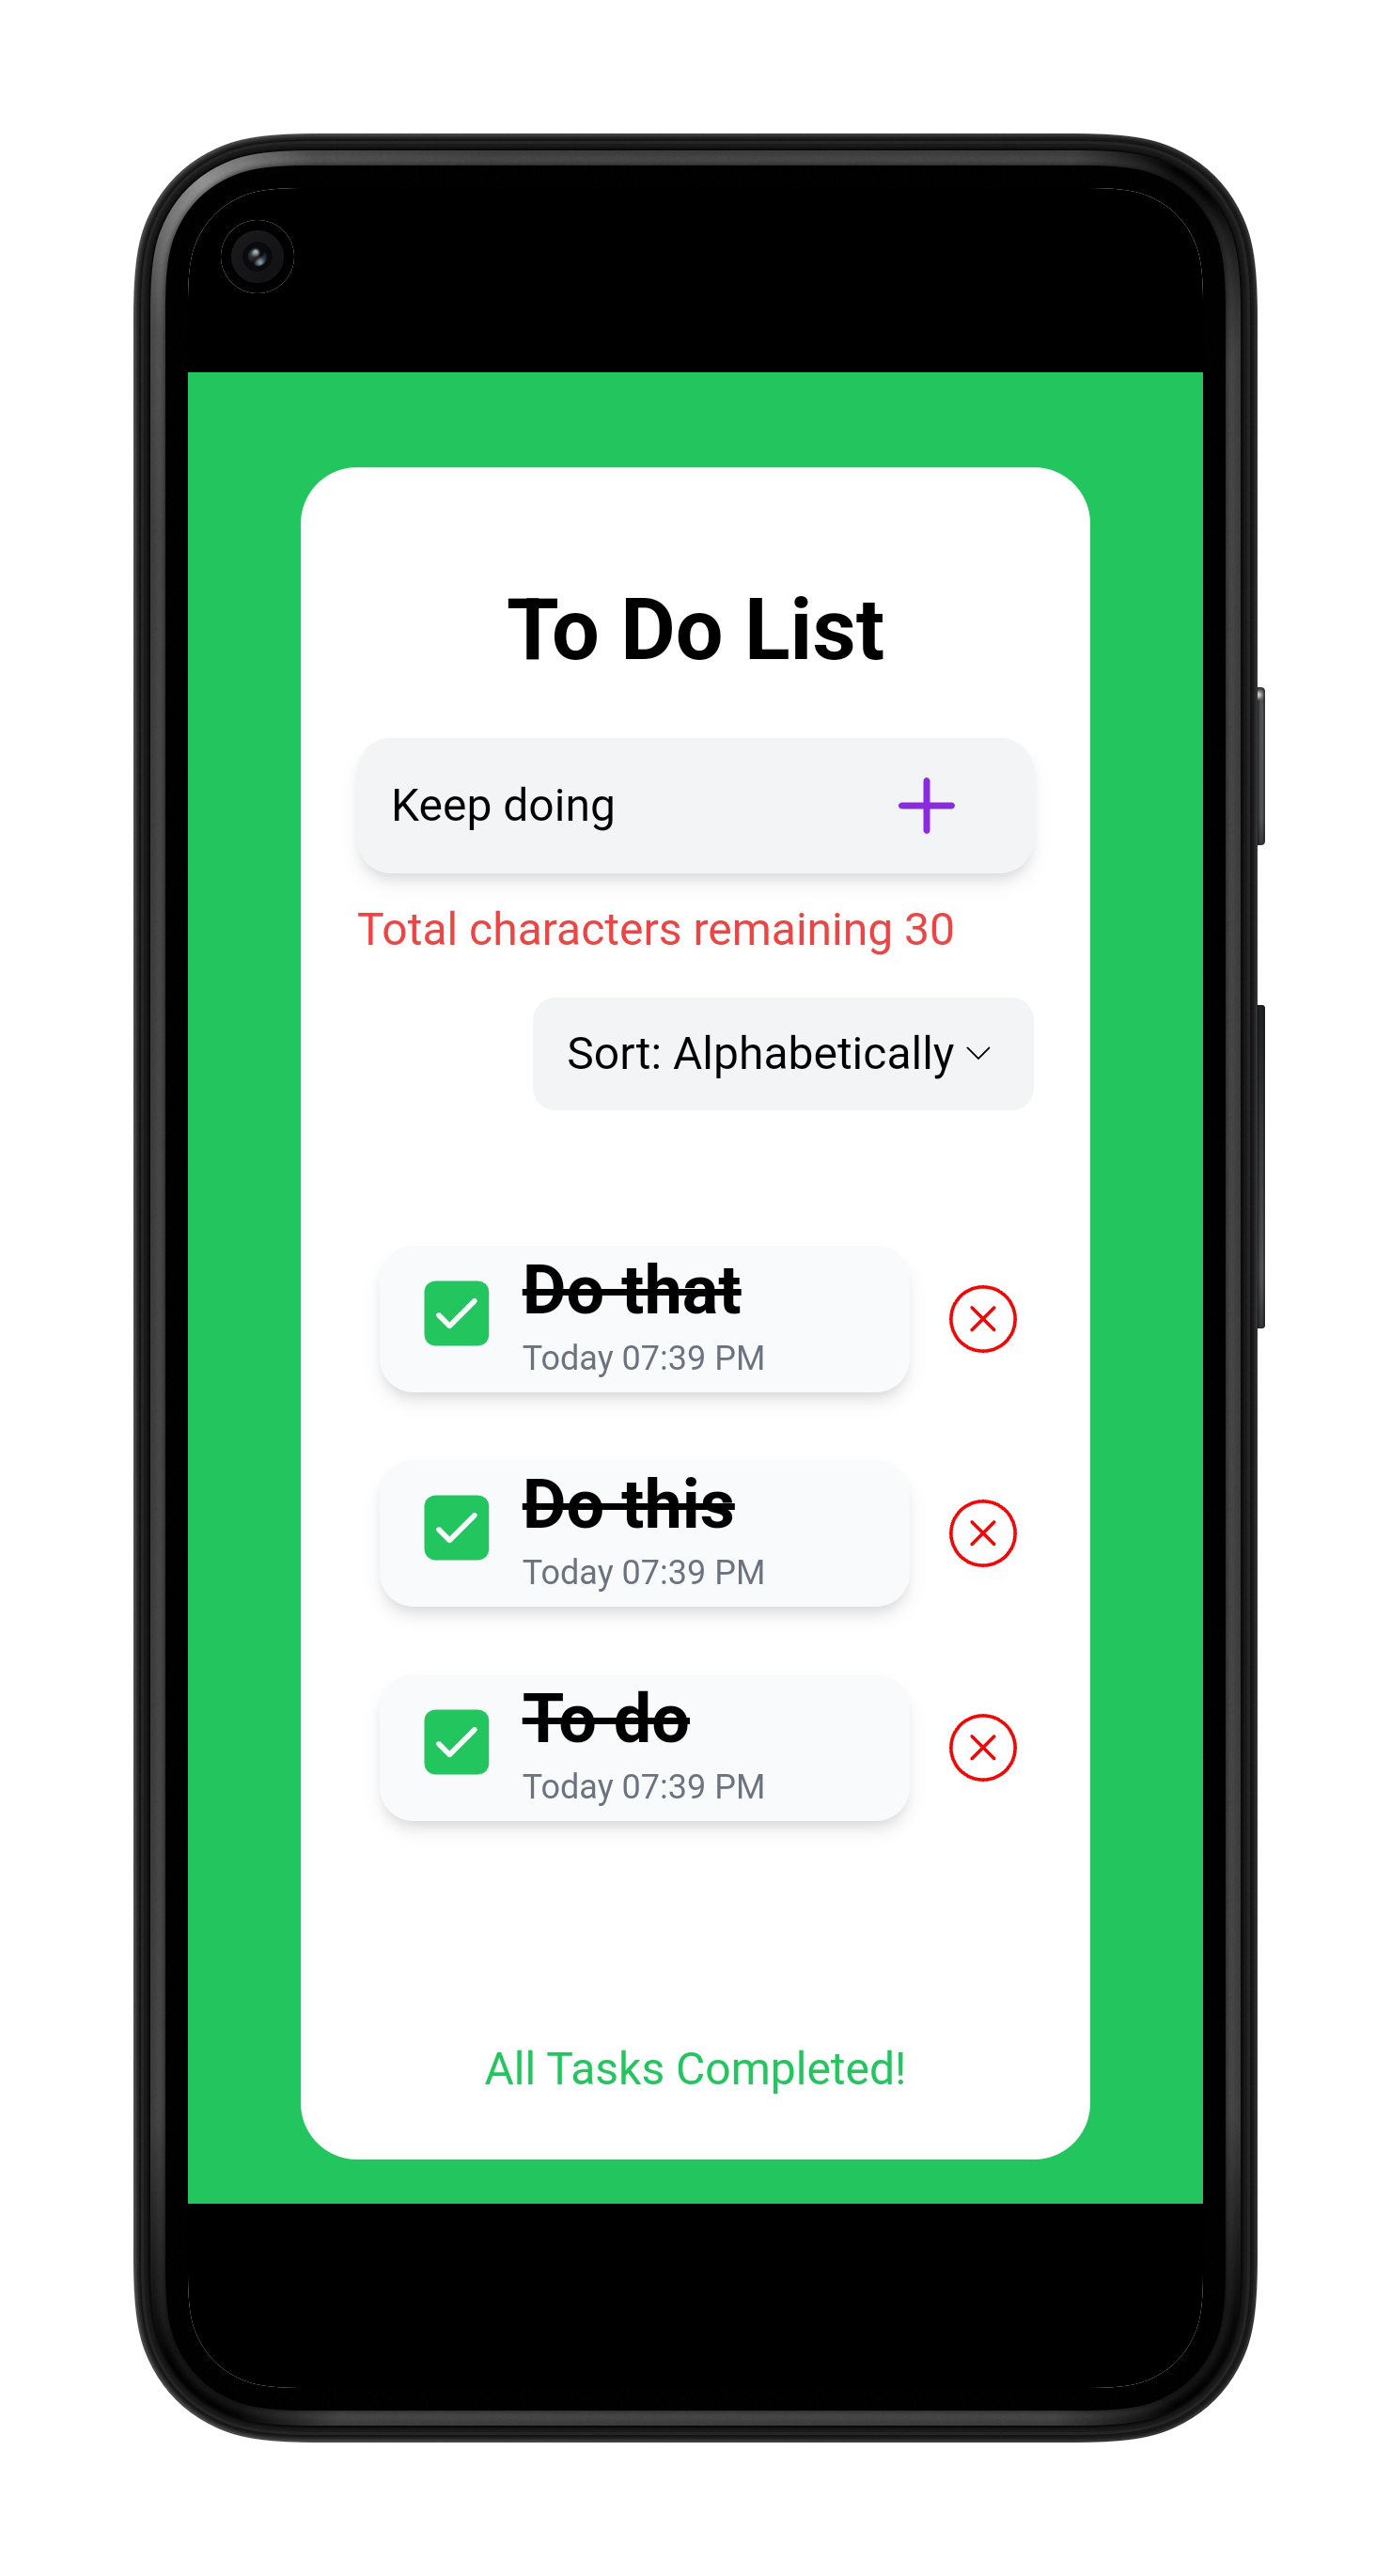 To Do List
Keep doing
Total characters remaining 30
Sort: Alphabetically
Do that
Today 07:39 PM
Do this
Today 07:39 PM
To do
Today 07:39 PM
All Tasks Completed!